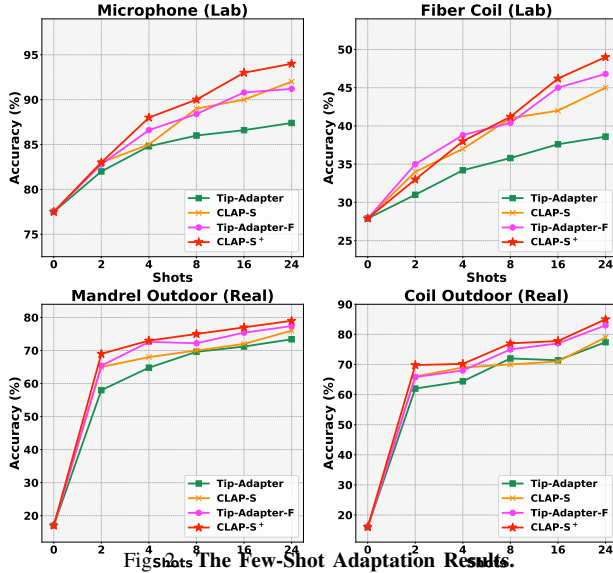 Microphone (Lab)
Accuracy (%)
95
90
85
80
75
0 2 4 8 16 24
Shots
Tip-Adapter
CLAP-S
Tip-Adapter-F
CLAP-S⁺
Fiber Coil (Lab)
Accuracy (%)
50
45
40
35
30
25
0 2 4 8 16 24
Shots
Tip-Adapter
CLAP-S
Tip-Adapter-F
CLAP-S⁺
Mandrel Outdoor (Real)
Accuracy (%)
80
70
60
50
40
30
20
0 2 4 8 16 24
Shots
Tip-Adapter
CLAP-S
Tip-Adapter-F
CLAP-S⁺
Coil Outdoor (Real)
Accuracy (%)
90
80
70
60
50
40
30
20
0 2 4 8 16 24
Shots
Tip-Adapter
CLAP-S
Tip-Adapter-F
CLAP-S⁺
Fig. 2. The Few-Shot Adaptation Results.